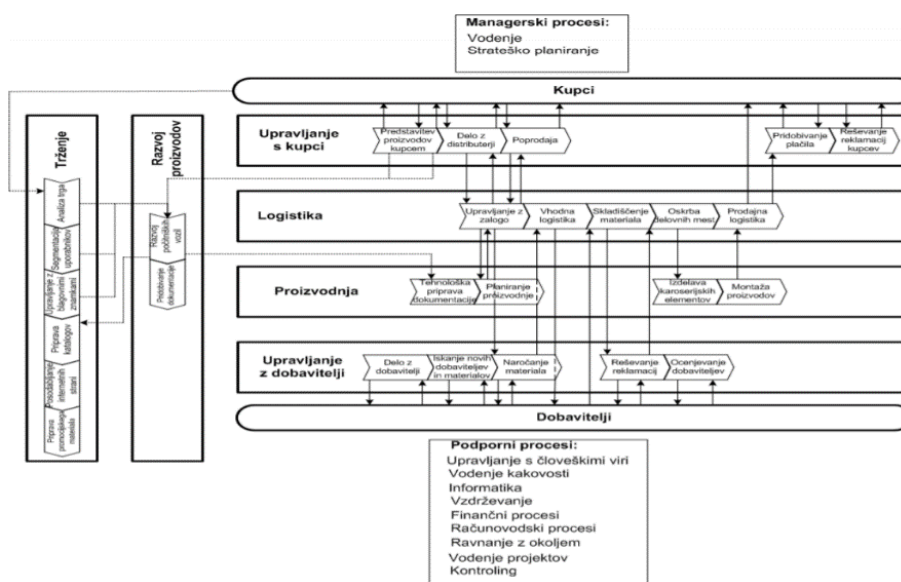 Managerski procesi:
Vodenje
Strateško planiranje
Kupci
Trženje
Analiza trga
Segmentacija
uporabnikov
Upravljanje z
blagovnimi
znamkami
Priprava
katalogov
Posodabljanje
internetnih
strani
Priprava
promocijskega
materiala
Razvoj
proizvodov
Razvoj
počitniških
vozil
Pridobivanje
dokumentacije
Upravljanje
s kupci
Predstavitev
proizvodov
kupcem
Delo z
distributerji
Poprodaja
Pridobivanje
plačila
Reševanje
reklamacij
kupcev
Logistika
Upravljanje z
zalogo
Vhodna
logistika
Skladiščenje
materiala
Oskrba
delovnih mest
Prodajna
logistika
Proizvodnja
Tehnološka
priprava
dokumentacije
Planiranje
proizvodnje
Izdelava
karoserijskih
elementov
Montaža
proizvodov
Upravljanje
z dobavitelji
Delo z
dobavitelji
Iskanje novih
dobaviteljev
in materialov
Naročanje
materiala
Reševanje
reklamacij
Ocenjevanje
dobaviteljev
Dobavitelji
Podporni procesi:
Upravljanje s človeškimi viri
Vodenje kakovosti
Informatika
Vzdrževanje
Finančni procesi
Računovodski procesi
Ravnanje z okoljem
Vodenje projektov
Kontroling